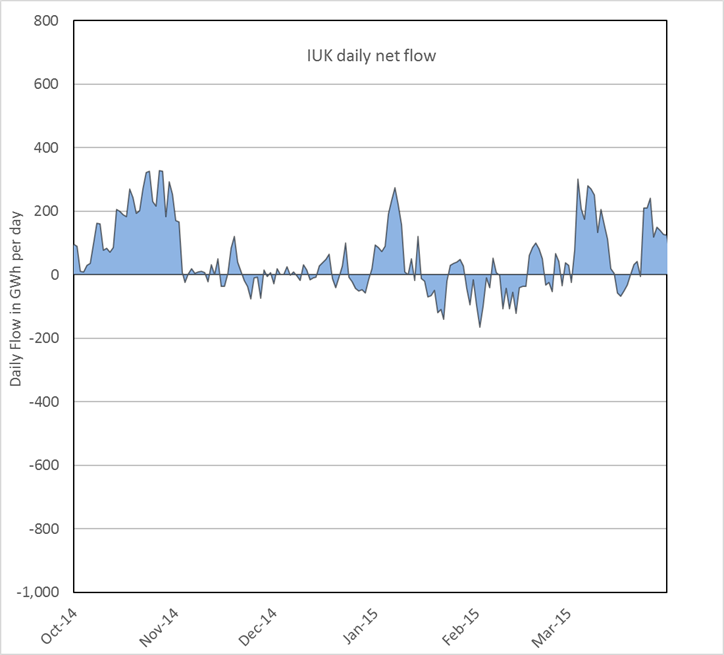 IUK daily net flow
Daily Flow in GWh per day
800
600
400
200
0
-200
-400
-600
-800
-1,000
Oct-14
Nov-14
Dec-14
Jan-15
Feb-15
Mar-15